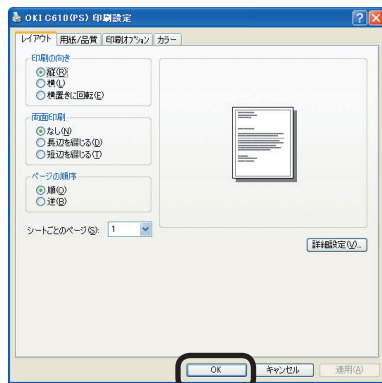 OKI C610(PS) 印刷設定
レイアウト 用紙/品質 印刷オプション カラー
印刷の向き
縦(R)
横(L)
横置きに回転(E)
両面印刷
なし(N)
長辺を綴じる(D)
短辺を綴じる(T)
ページの順序
順(O)
逆(B)
シートごとのページ(S): 1
詳細設定(V)...
OK キャンセル 適用(A)